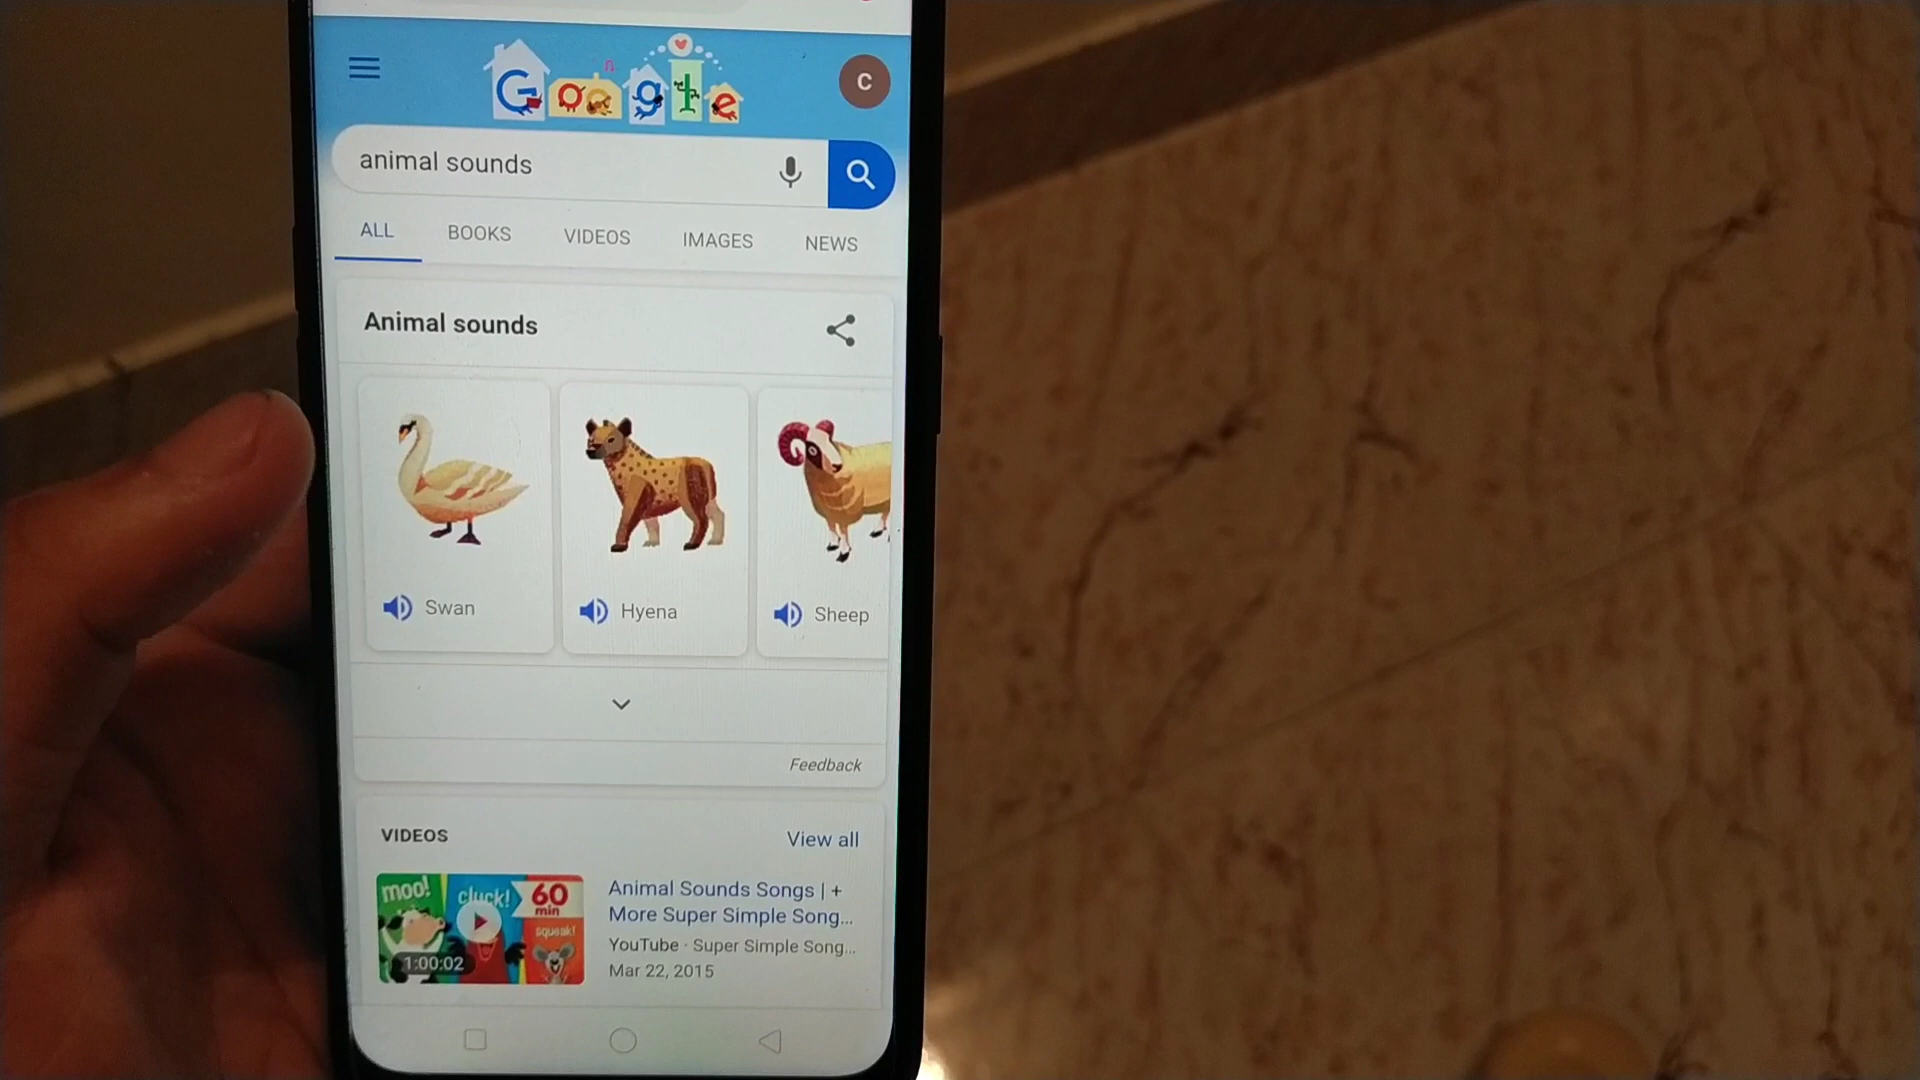 Google
C
animal sounds
ALL BOOKS VIDEOS IMAGES NEWS
Animal sounds
Swan Hyena Sheep
Feedback
VIDEOS View all
moo! cluck! 60 min
squeak!
1:00:02
Animal Sounds Songs | +
More Super Simple Song...
YouTube · Super Simple Song...
Mar 22, 2015